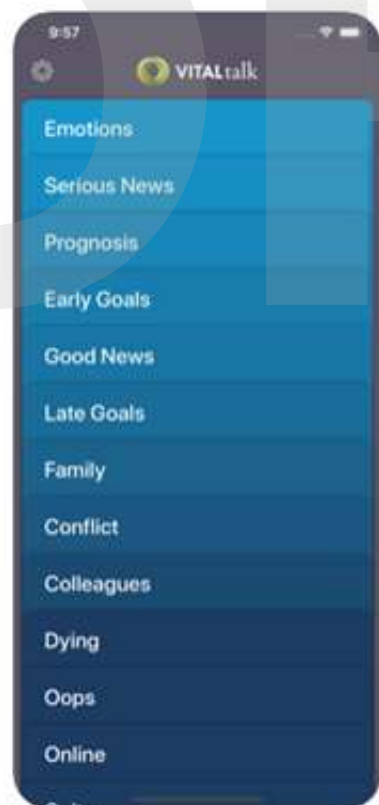 9:57
VITALtalk
Emotions
Serious News
Prognosis
Early Goals
Good News
Late Goals
Family
Conflict
Colleagues
Dying
Oops
Online